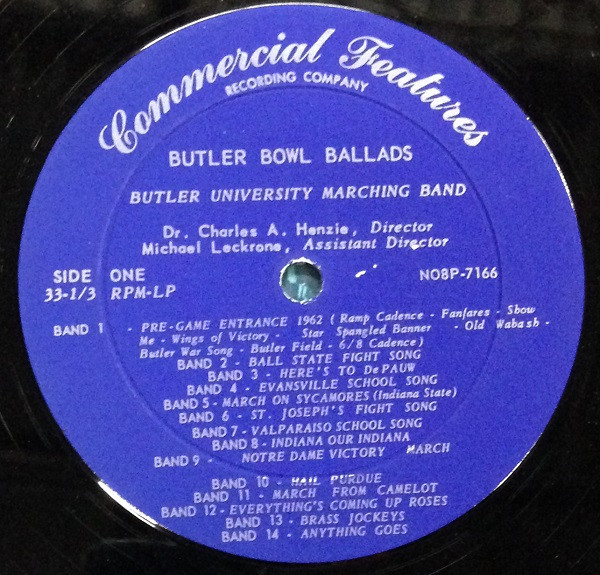 Commercial Features
RECORDING COMPANY
BUTLER BOWL BALLADS
BUTLER UNIVERSITY MARCHING BAND
Dr. Charles A. Henzie, Director
Michael Leckrone, Assistant Director
SIDE ONE
33-1/3 RPM-LP
NO8P-7166
BAND 1 - PRE-GAME ENTRANCE 1962 ( Ramp Cadence - Fanfares - Show
Me - Wings of Victory - Star Spangled Banner - Old Wabash -
Butler War Song - Butler Field - 6/8 Cadence)
BAND 2 - BALL STATE FIGHT SONG
BAND 3 - HERE'S TO DePAUW
BAND 4 - EVANSVILLE SCHOOL SONG
BAND 5 - MARCH ON SYCAMORES (Indiana State)
BAND 6 - ST. JOSEPH'S FIGHT SONG
BAND 7 - VALPARAISO SCHOOL SONG
BAND 8 - INDIANA OUR INDIANA
BAND 9 - NOTRE DAME VICTORY MARCH
BAND 10 - HAIL PURDUE
BAND 11 - MARCH FROM CAMELOT
BAND 12 - EVERYTHING'S COMING UP ROSES
BAND 13 - BRASS JOCKEYS
BAND 14 - ANYTHING GOES